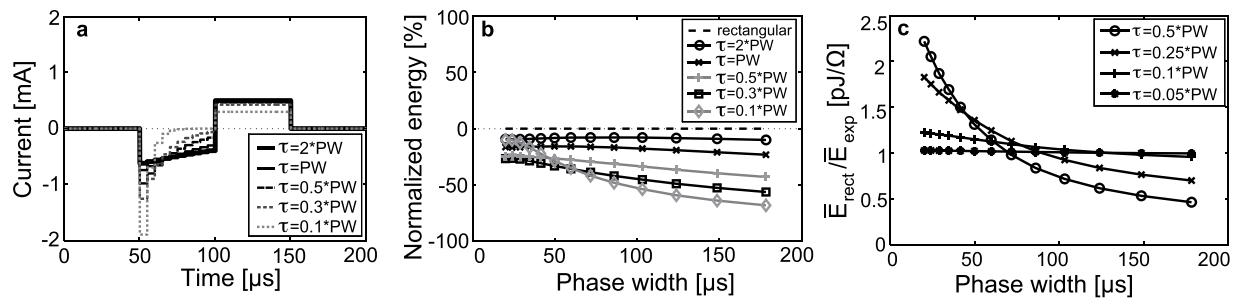 a
Current [mA]
2
1
0
-1
-2
τ=2*PW
τ=PW
τ=0.5*PW
τ=0.3*PW
τ=0.1*PW
0
50
100
150
200
Time [µs]
b
Normalized energy [%]
100
50
0
-50
-100
rectangular
τ=2*PW
τ=PW
τ=0.5*PW
τ=0.3*PW
τ=0.1*PW
0
50
100
150
200
Phase width [µs]
c
E̅rect/E̅exp [pJ/Ω]
2.5
2
1.5
1
0.5
0
τ=0.5*PW
τ=0.25*PW
τ=0.1*PW
τ=0.05*PW
0
50
100
150
200
Phase width [µs]